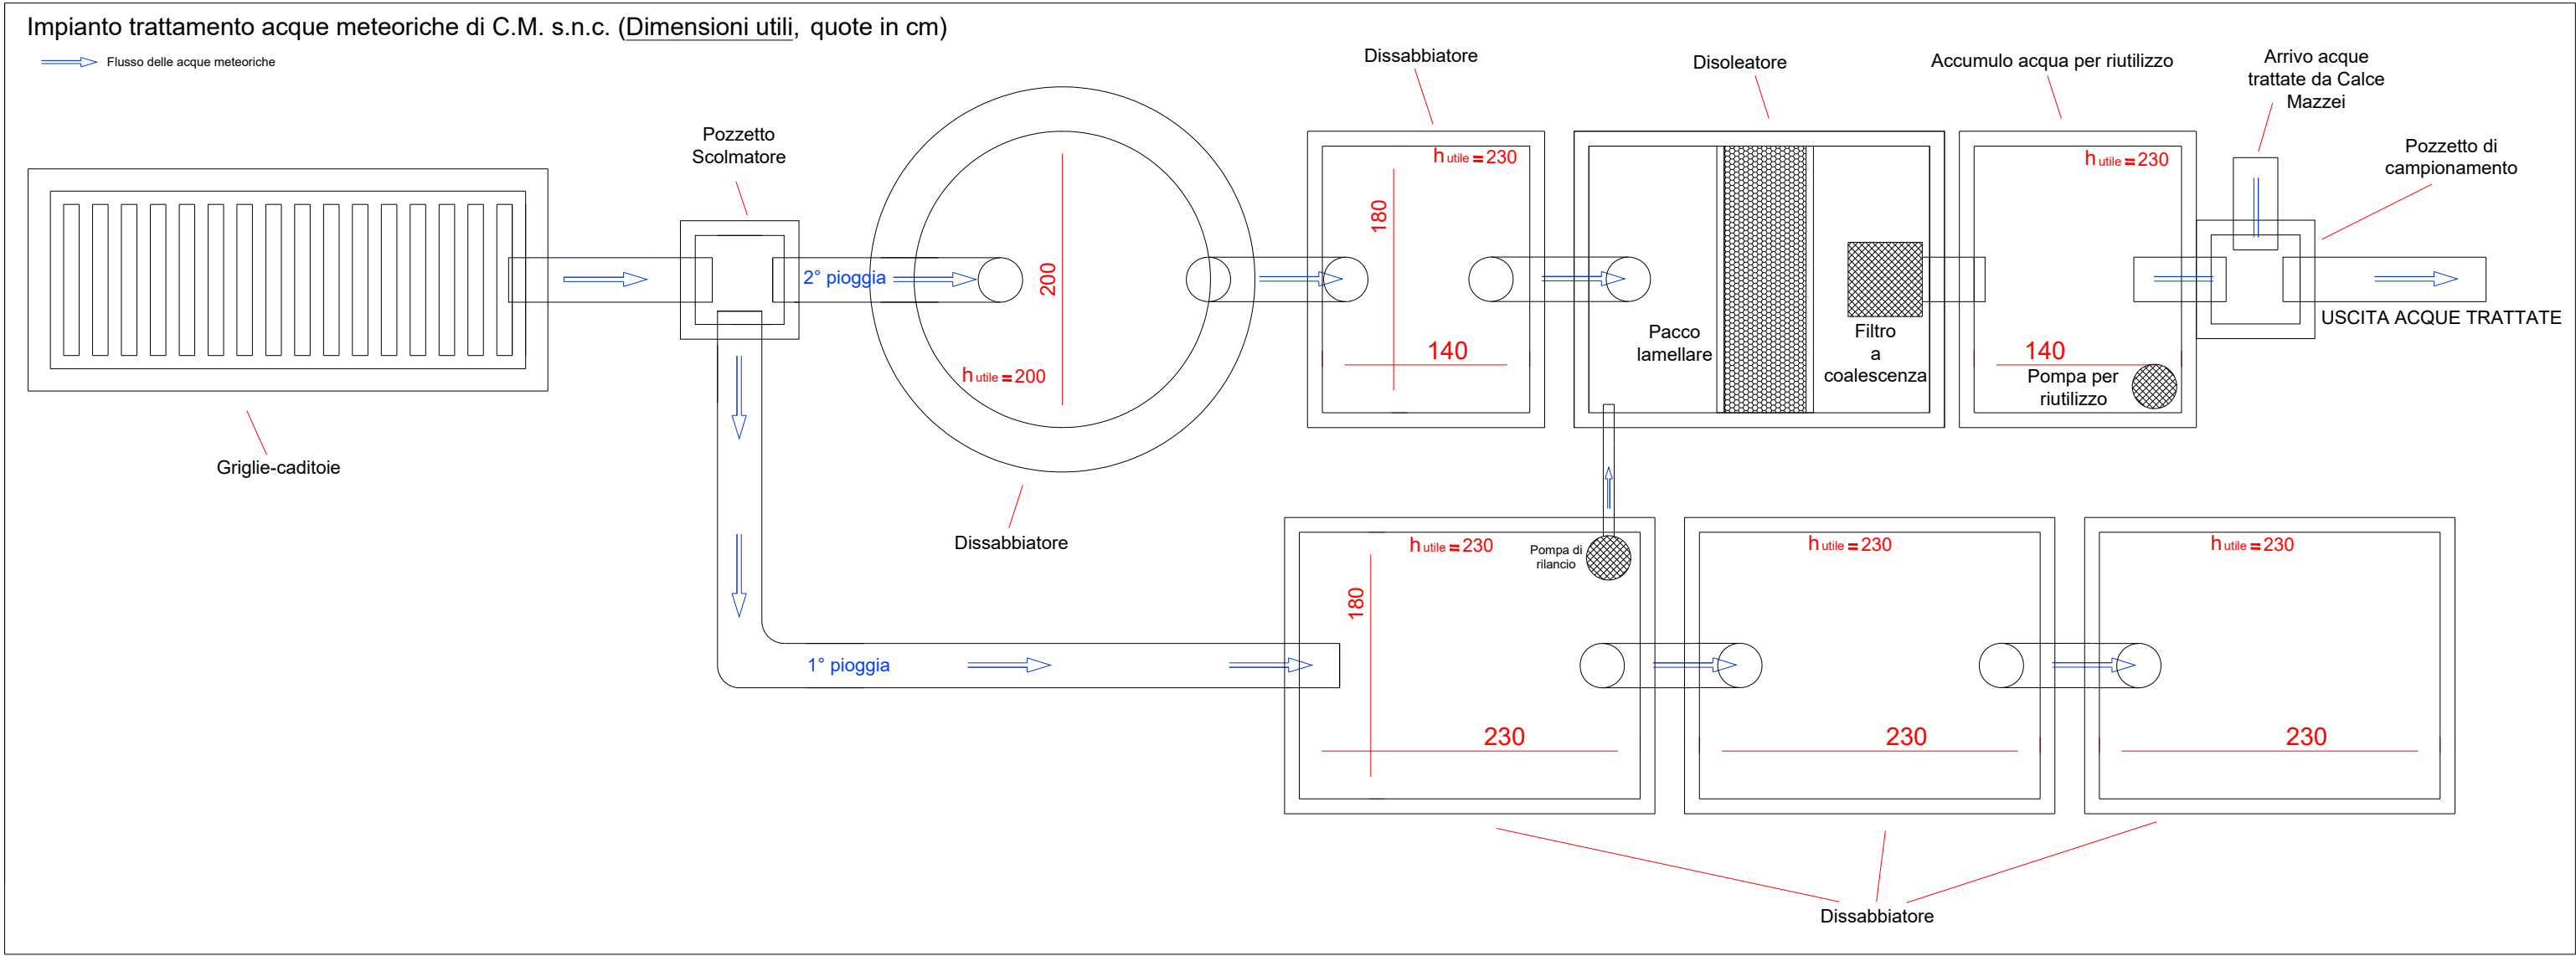 Impianto trattamento acque meteoriche di C.M. s.n.c. (Dimensioni utili, quote in cm)
Flusso delle acque meteoriche
Dissabbiatore
Disoleatore
Accumulo acqua per riutilizzo
Arrivo acque
trattate da Calce
Mazzei
Pozzetto
Scolmatore
Pozzetto di
campionamento
h utile = 230
h utile = 230
180
200
2° pioggia
USCITA ACQUE TRATTATE
Pacco
lamellare
Filtro
a
coalescenza
140
140
h utile = 200
Pompa per
riutilizzo
Griglie-caditoie
Dissabbiatore
h utile = 230
Pompa di
rilancio
h utile = 230
h utile = 230
180
1° pioggia
230
230
230
Dissabbiatore